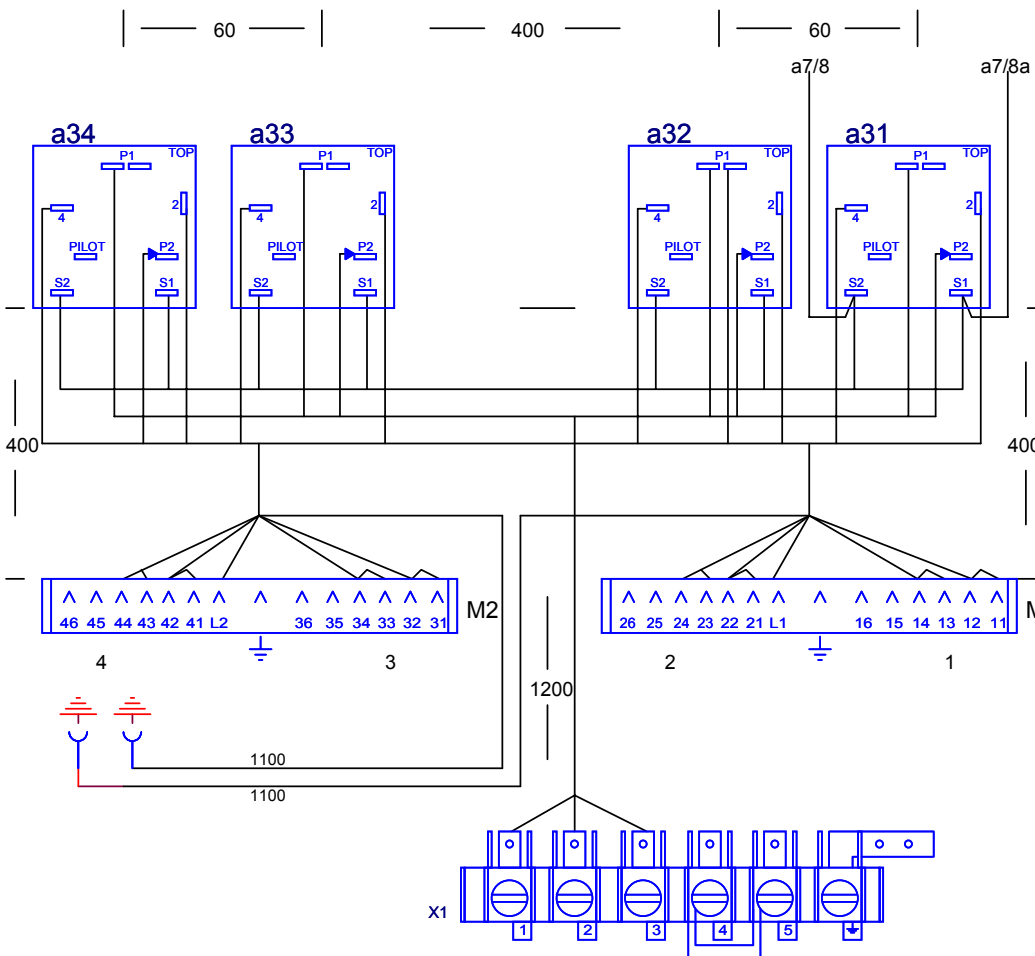 60 400 60
a7/8 a7/8a
a34 a33 a32 a31
P1 TOP P1 TOP P1 TOP P1 TOP
4 2 4 2 4 2 4 2
PILOT P2 PILOT P2 PILOT P2 PILOT P2
S2 S1 S2 S1 S2 S1 S2 S1
400 400
46 45 44 43 42 41 L2 36 35 34 33 32 31 M2 26 25 24 23 22 21 L1 16 15 14 13 12 11 M
4 3 2 1
1200
1100
1100
X1 1 2 3 4 5